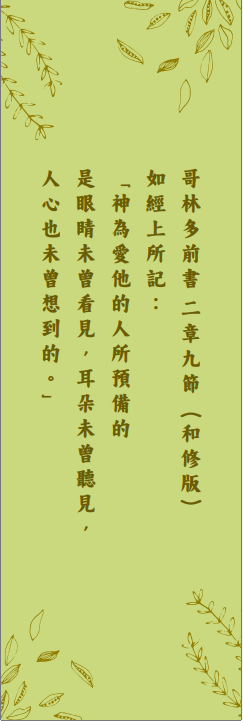 哥林多前書 二章九節（和修版）
如經上所記：
「神為愛他的人所預備的
是眼睛未曾看見，耳朵未曾聽見，
人心也未曾想到的。」